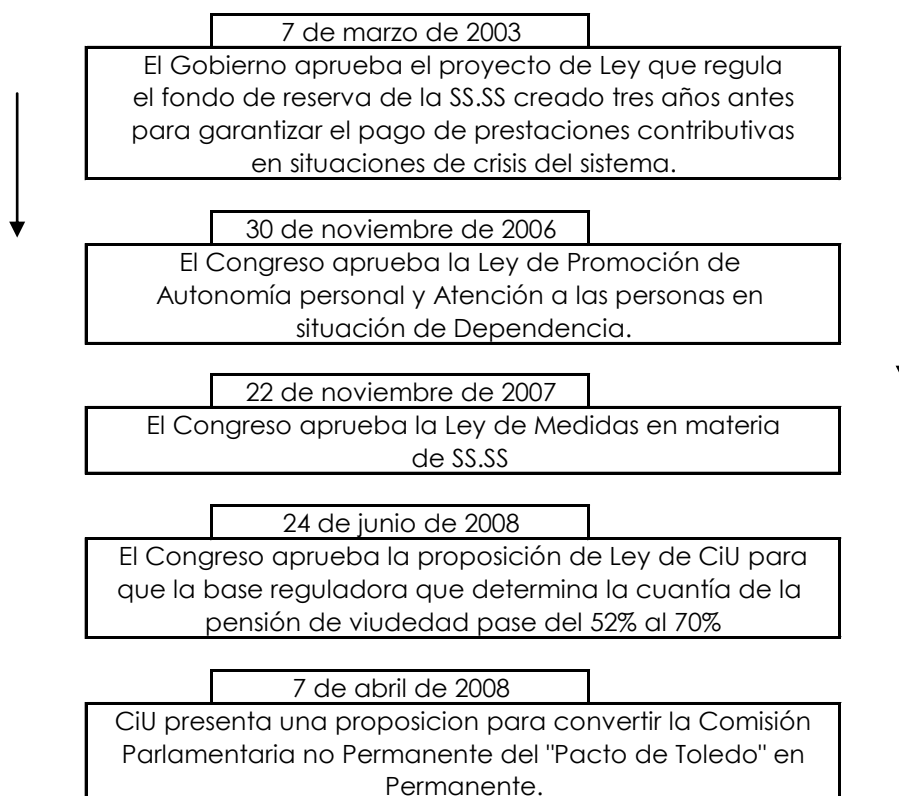 7 de marzo de 2003
El Gobierno aprueba el proyecto de Ley que regula
el fondo de reserva de la SS.SS creado tres años antes
para garantizar el pago de prestaciones contributivas
en situaciones de crisis del sistema.
30 de noviembre de 2006
El Congreso aprueba la Ley de Promoción de
Autonomía personal y Atención a las personas en
situación de Dependencia.
22 de noviembre de 2007
El Congreso aprueba la Ley de Medidas en materia
de SS.SS
24 de junio de 2008
El Congreso aprueba la proposición de Ley de CiU para
que la base reguladora que determina la cuantía de la
pensión de viudedad pase del 52% al 70%
7 de abril de 2008
CiU presenta una proposicion para convertir la Comisión
Parlamentaria no Permanente del "Pacto de Toledo" en
Permanente.